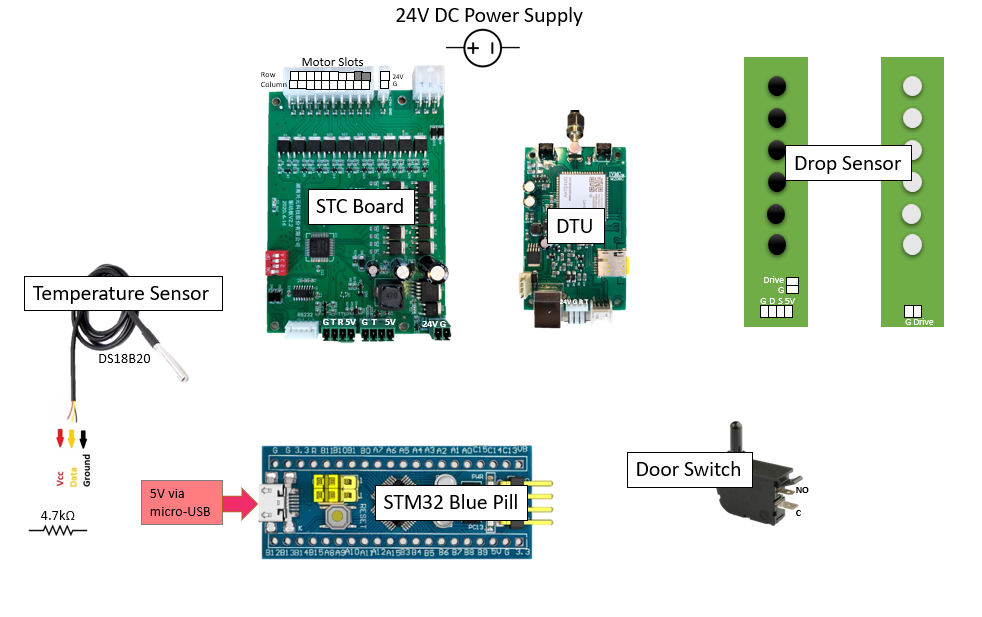 24V DC Power Supply
Motor Slots
Row
Column
24V
G
STC Board
RS232
G T R 5V
G T 5V
24V G
DTU
24V G R T
Drop Sensor
Drive
G
G D S 5V
G Drive
Temperature Sensor
DS18B20
Vcc
Data
Ground
4.7kΩ
5V via
micro-USB
G G 3.3 R B11 B10 B1 B0 A7 A6 A5 A4 A3 A2 A1 A0 C15 C14 C13 VB
PWR
STM32 Blue Pill
RESET
PC13
B12 B13 B14 B15 A8 A9 A10 A11 A12 A15 B3 B4 B5 B6 B7 B8 B9 5V G 3.3
Door Switch
NO
C